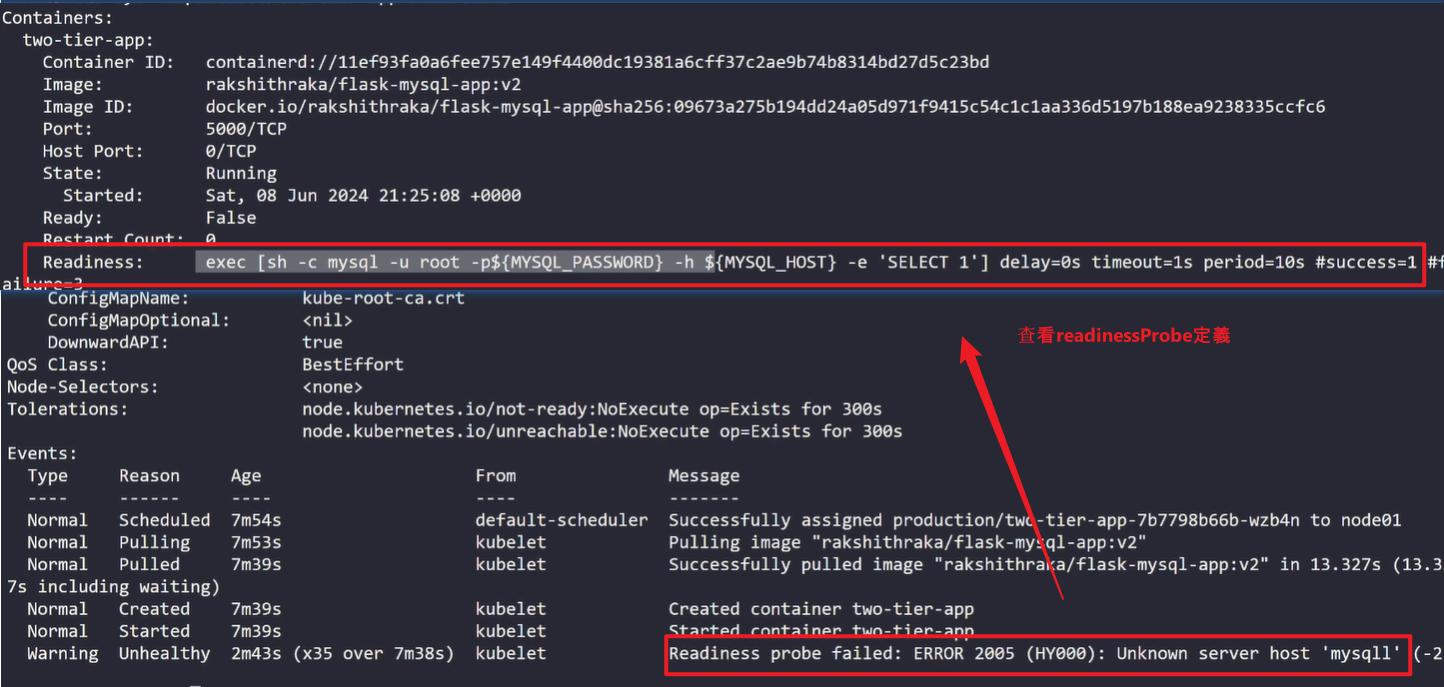 Containers:
two-tier-app:
Container ID: containerd://11ef93fa0a6fee757e149f4400dc19381a6cff37c2ae9b74b8314bd27d5c23bd
Image: rakshithraka/flask-mysql-app:v2
Image ID: docker.io/rakshithraka/flask-mysql-app@sha256:09673a275b194dd24a05d971f9415c54c1c1aa336d5197b188ea9238335ccfc6
Port: 5000/TCP
Host Port: 0/TCP
State: Running
Started: Sat, 08 Jun 2024 21:25:08 +0000
Ready: False
Restart Count: 0
Readiness: exec [sh -c mysql -u root -p${MYSQL_PASSWORD} -h ${MYSQL_HOST} -e 'SELECT 1'] delay=0s timeout=1s period=10s #success=1 #f
ailure=3
ConfigMapName: kube-root-ca.crt
ConfigMapOptional: <nil>
查看readinessProbe定義
DownwardAPI: true
QoS Class: BestEffort
Node-Selectors: <none>
Tolerations: node.kubernetes.io/not-ready:NoExecute op=Exists for 300s
node.kubernetes.io/unreachable:NoExecute op=Exists for 300s
Events:
Type Reason Age From Message
---- ------ ---- ---- -------
Normal Scheduled 7m54s default-scheduler Successfully assigned production/two-tier-app-7b7798b66b-wzb4n to node01
Normal Pulling 7m53s kubelet Pulling image "rakshithraka/flask-mysql-app:v2"
Normal Pulled 7m39s kubelet Successfully pulled image "rakshithraka/flask-mysql-app:v2" in 13.327s (13.3
7s including waiting)
Normal Created 7m39s kubelet Created container two-tier-app
Normal Started 7m39s kubelet Started container two-tier-app
Warning Unhealthy 2m43s (x35 over 7m38s) kubelet Readiness probe failed: ERROR 2005 (HY000): Unknown server host 'mysqll' (-2